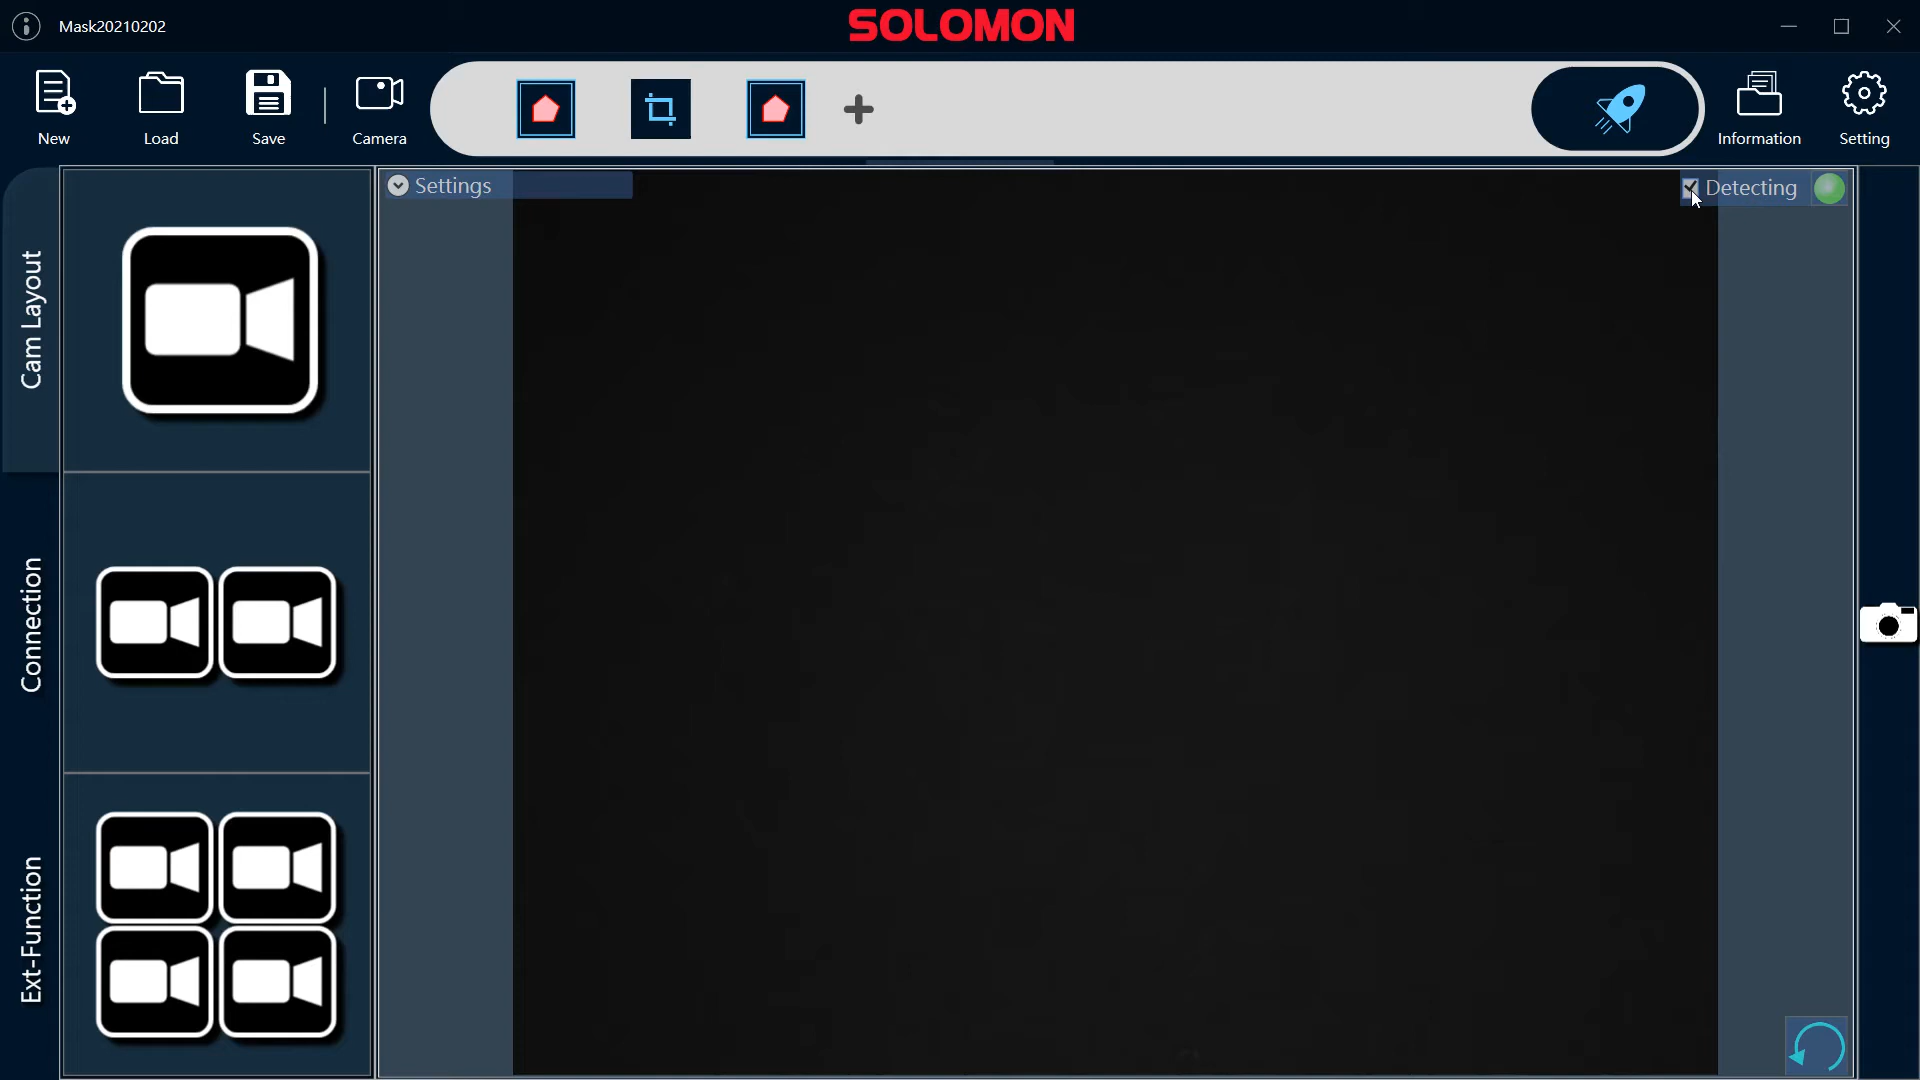 Mask20210202
SOLOMON
New
Load
Save
Camera
Information
Setting
Cam Layout
Connection
Ext-Function
Settings
Detecting